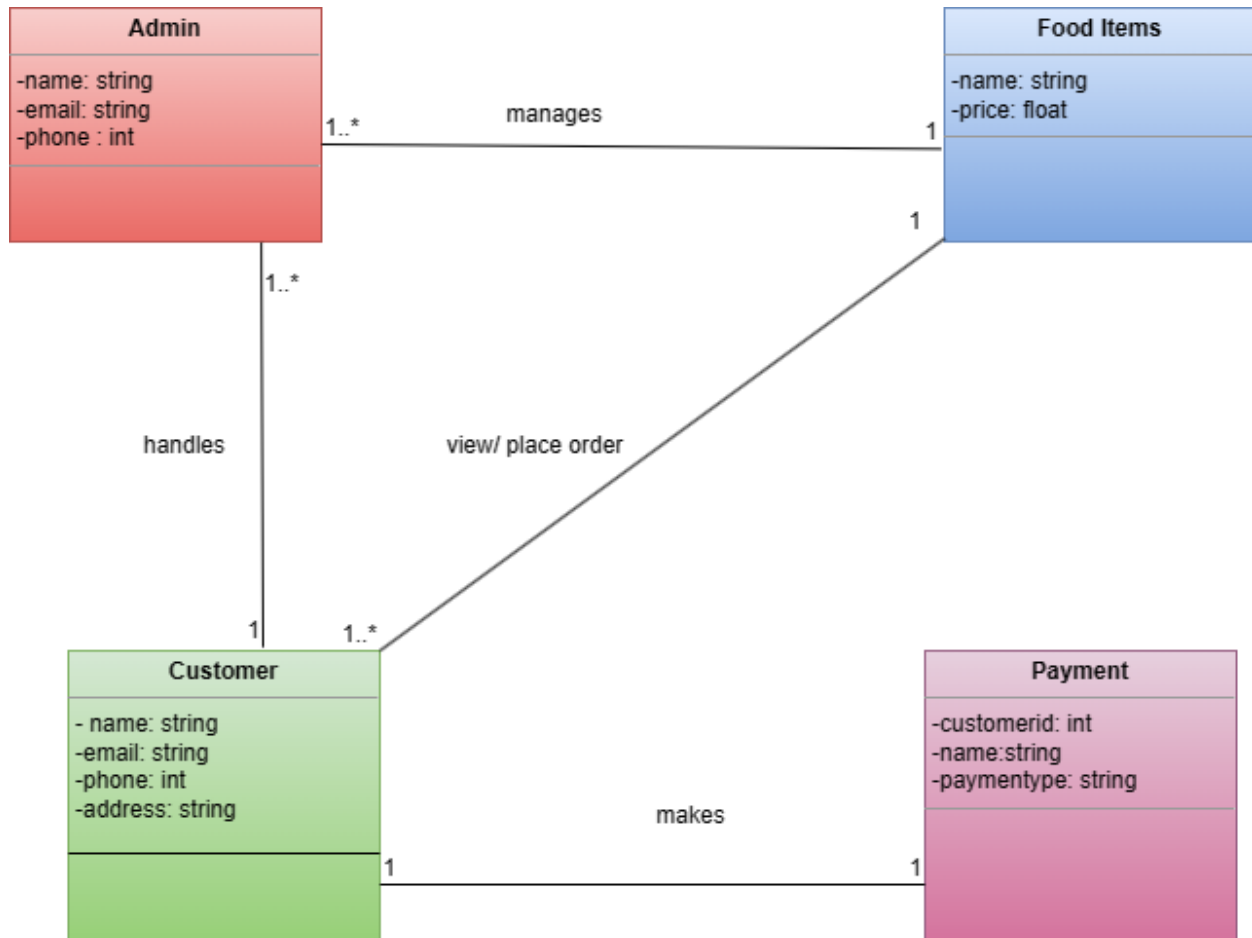 Admin
-name: string
-email: string
-phone : int
Food Items
-name: string
-price: float
manages
1..*
1
1
1..*
handles
view/ place order
1
1..*
Customer
- name: string
-email: string
-phone: int
-address: string
Payment
-customerid: int
-name:string
-paymentype: string
makes
1
1